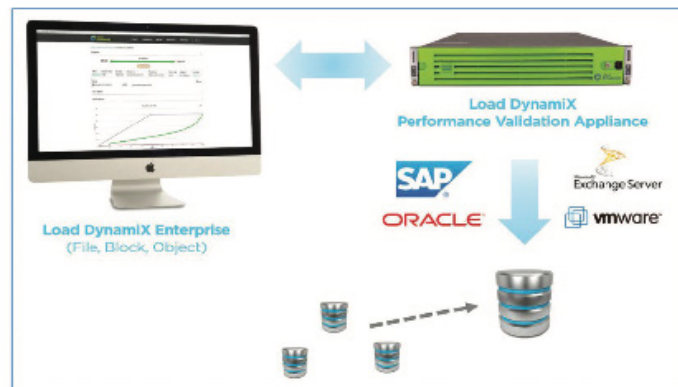 Load DynamiX
Performance Validation Appliance
SAP
Exchange Server
ORACLE
vmware
Load DynamiX Enterprise
(File, Block, Object)